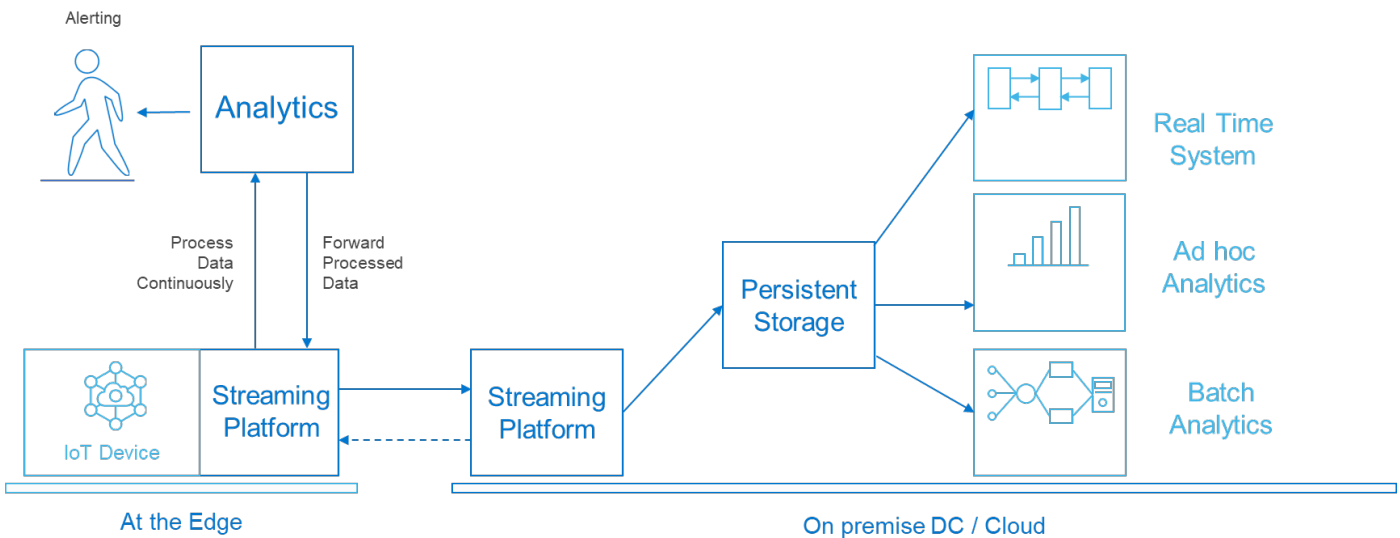 Alerting
Analytics
Process
Data
Continuously
Forward
Processed
Data
IoT Device
Streaming
Platform
Streaming
Platform
Persistent
Storage
Real Time
System
Ad hoc
Analytics
Batch
Analytics
At the Edge
On premise DC / Cloud